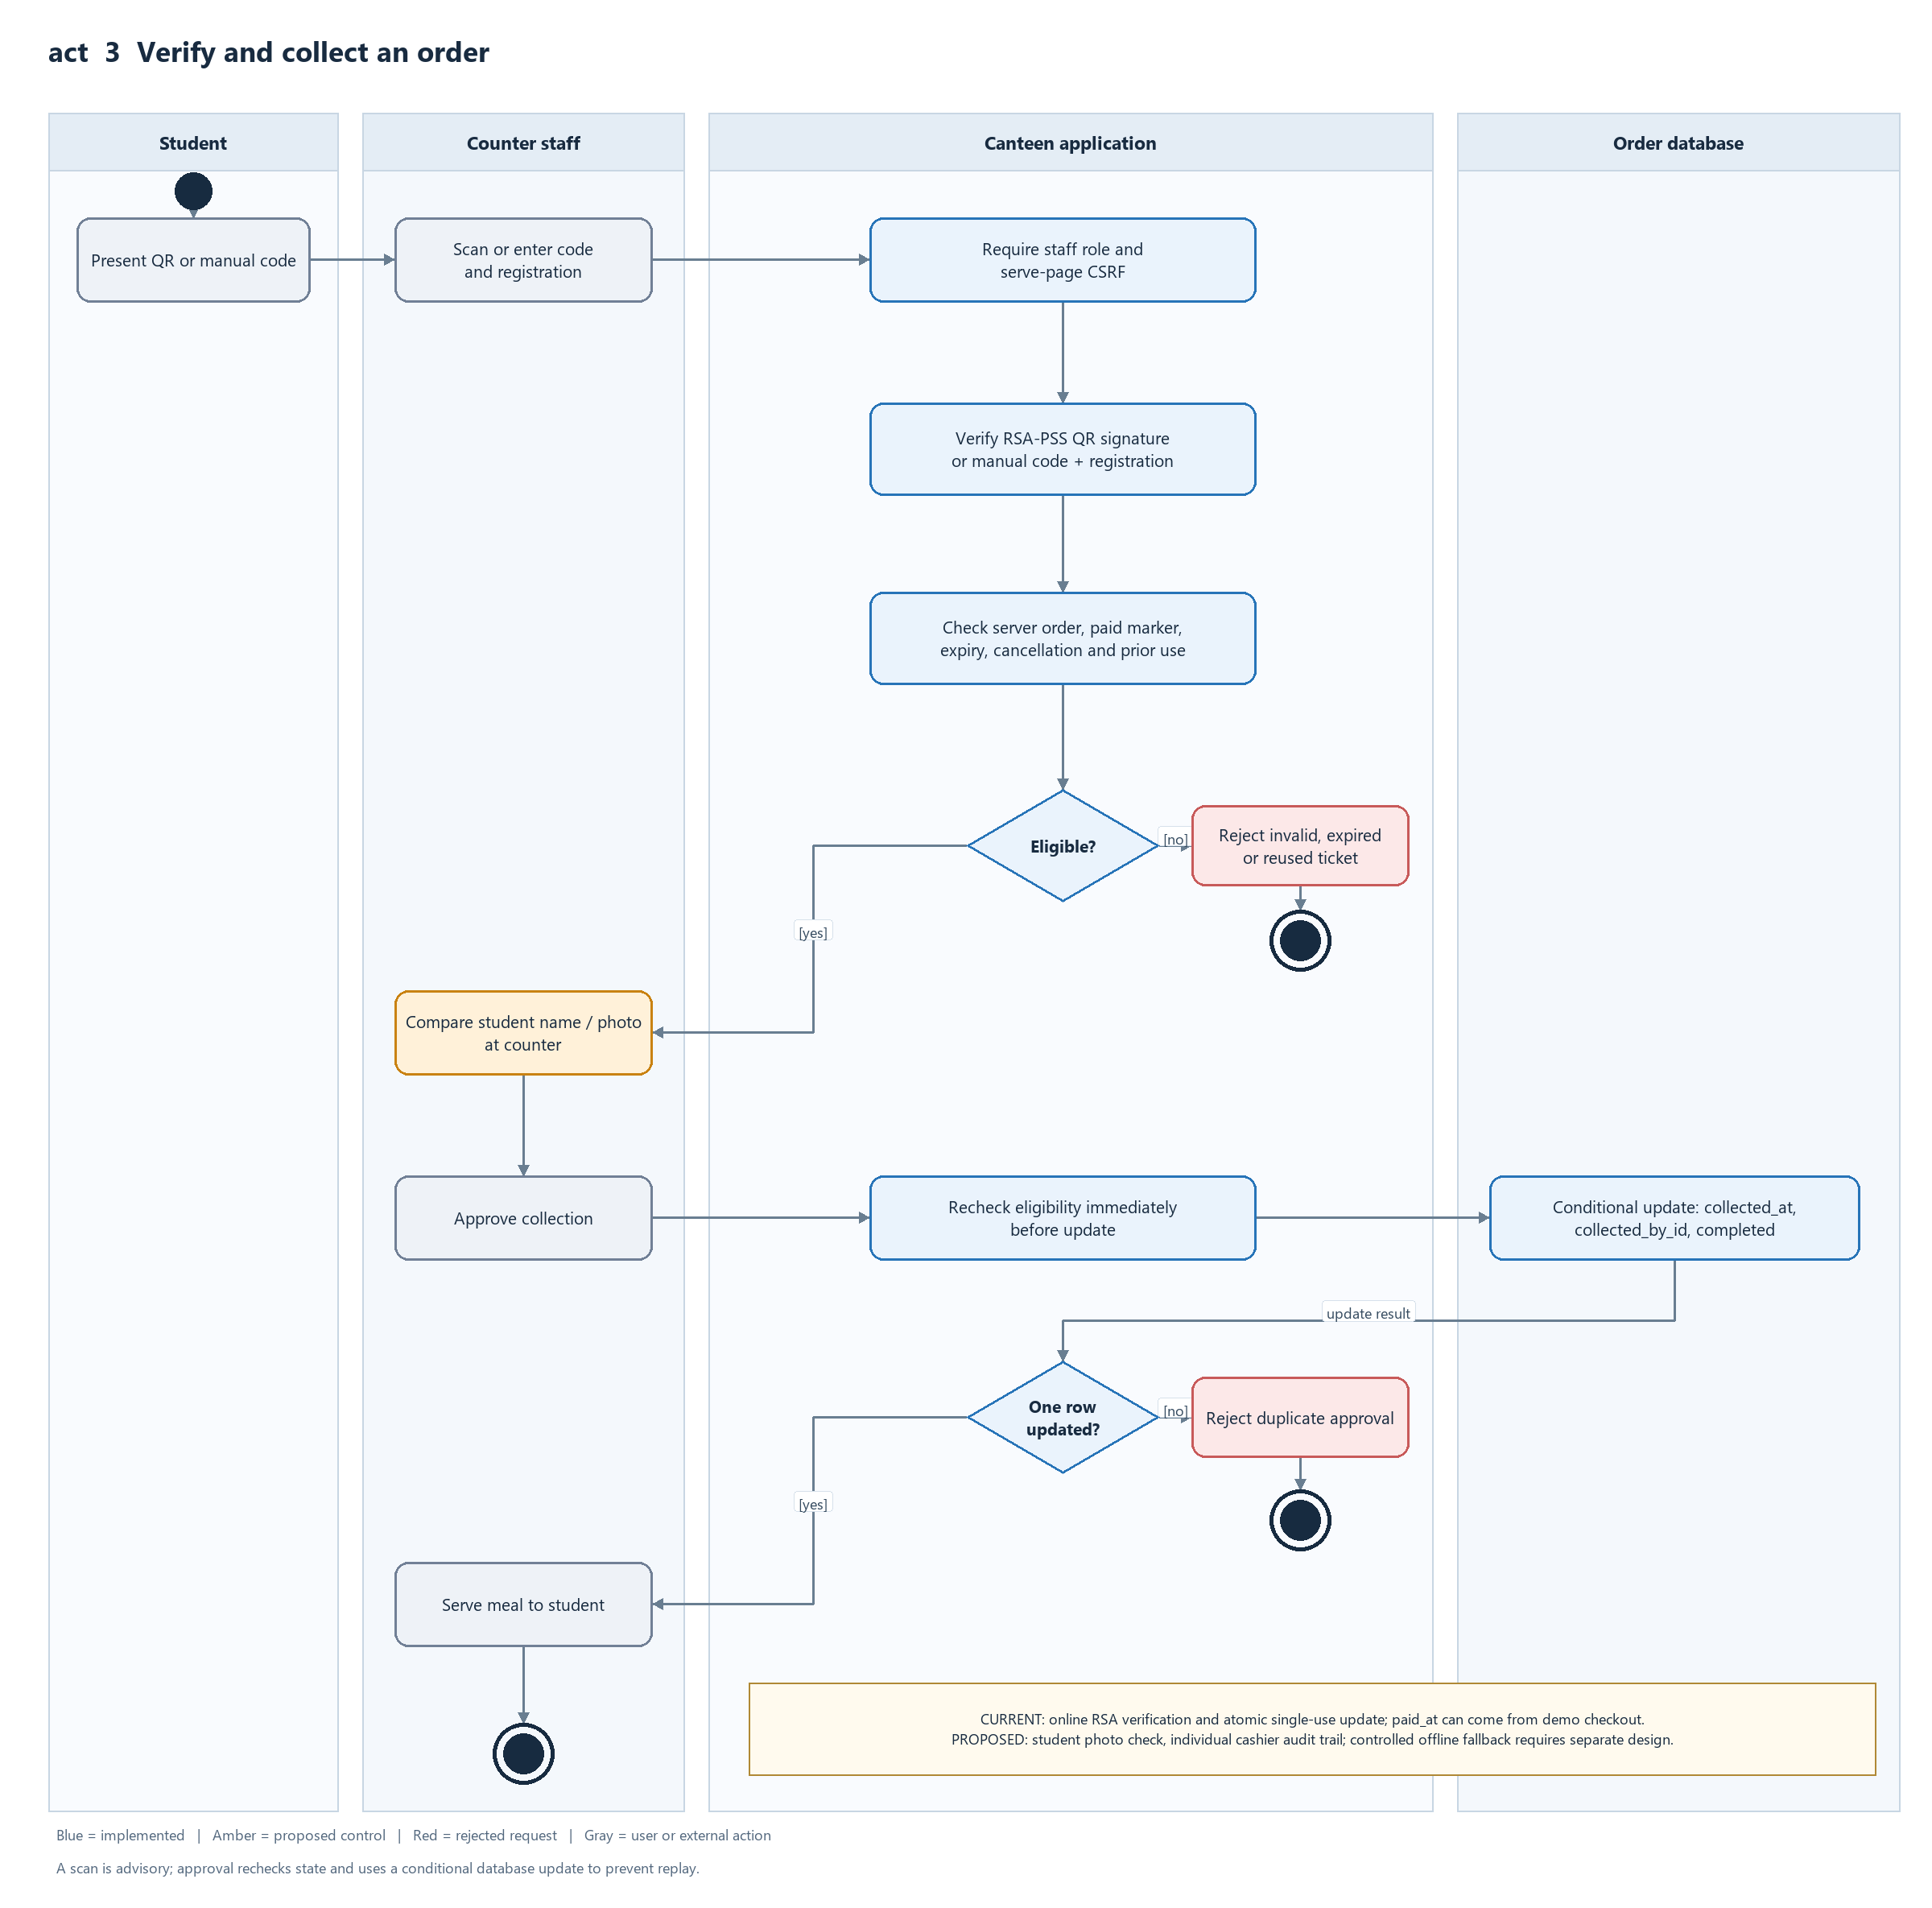 act 3 Verify and collect an order
Student
Counter staff
Canteen application
Order database
Present QR or manual code
Scan or enter code
and registration
Require staff role and
serve-page CSRF
Verify RSA-PSS QR signature
or manual code + registration
Check server order, paid marker,
expiry, cancellation and prior use
Eligible?
[no]
Reject invalid, expired
or reused ticket
[yes]
Compare student name / photo
at counter
Approve collection
Recheck eligibility immediately
before update
Conditional update: collected_at,
collected_by_id, completed
update result
One row
updated?
[no]
Reject duplicate approval
[yes]
Serve meal to student
CURRENT: online RSA verification and atomic single-use update; paid_at can come from demo checkout.
PROPOSED: student photo check, individual cashier audit trail; controlled offline fallback requires separate design.
Blue = implemented | Amber = proposed control | Red = rejected request | Gray = user or external action
A scan is advisory; approval rechecks state and uses a conditional database update to prevent replay.